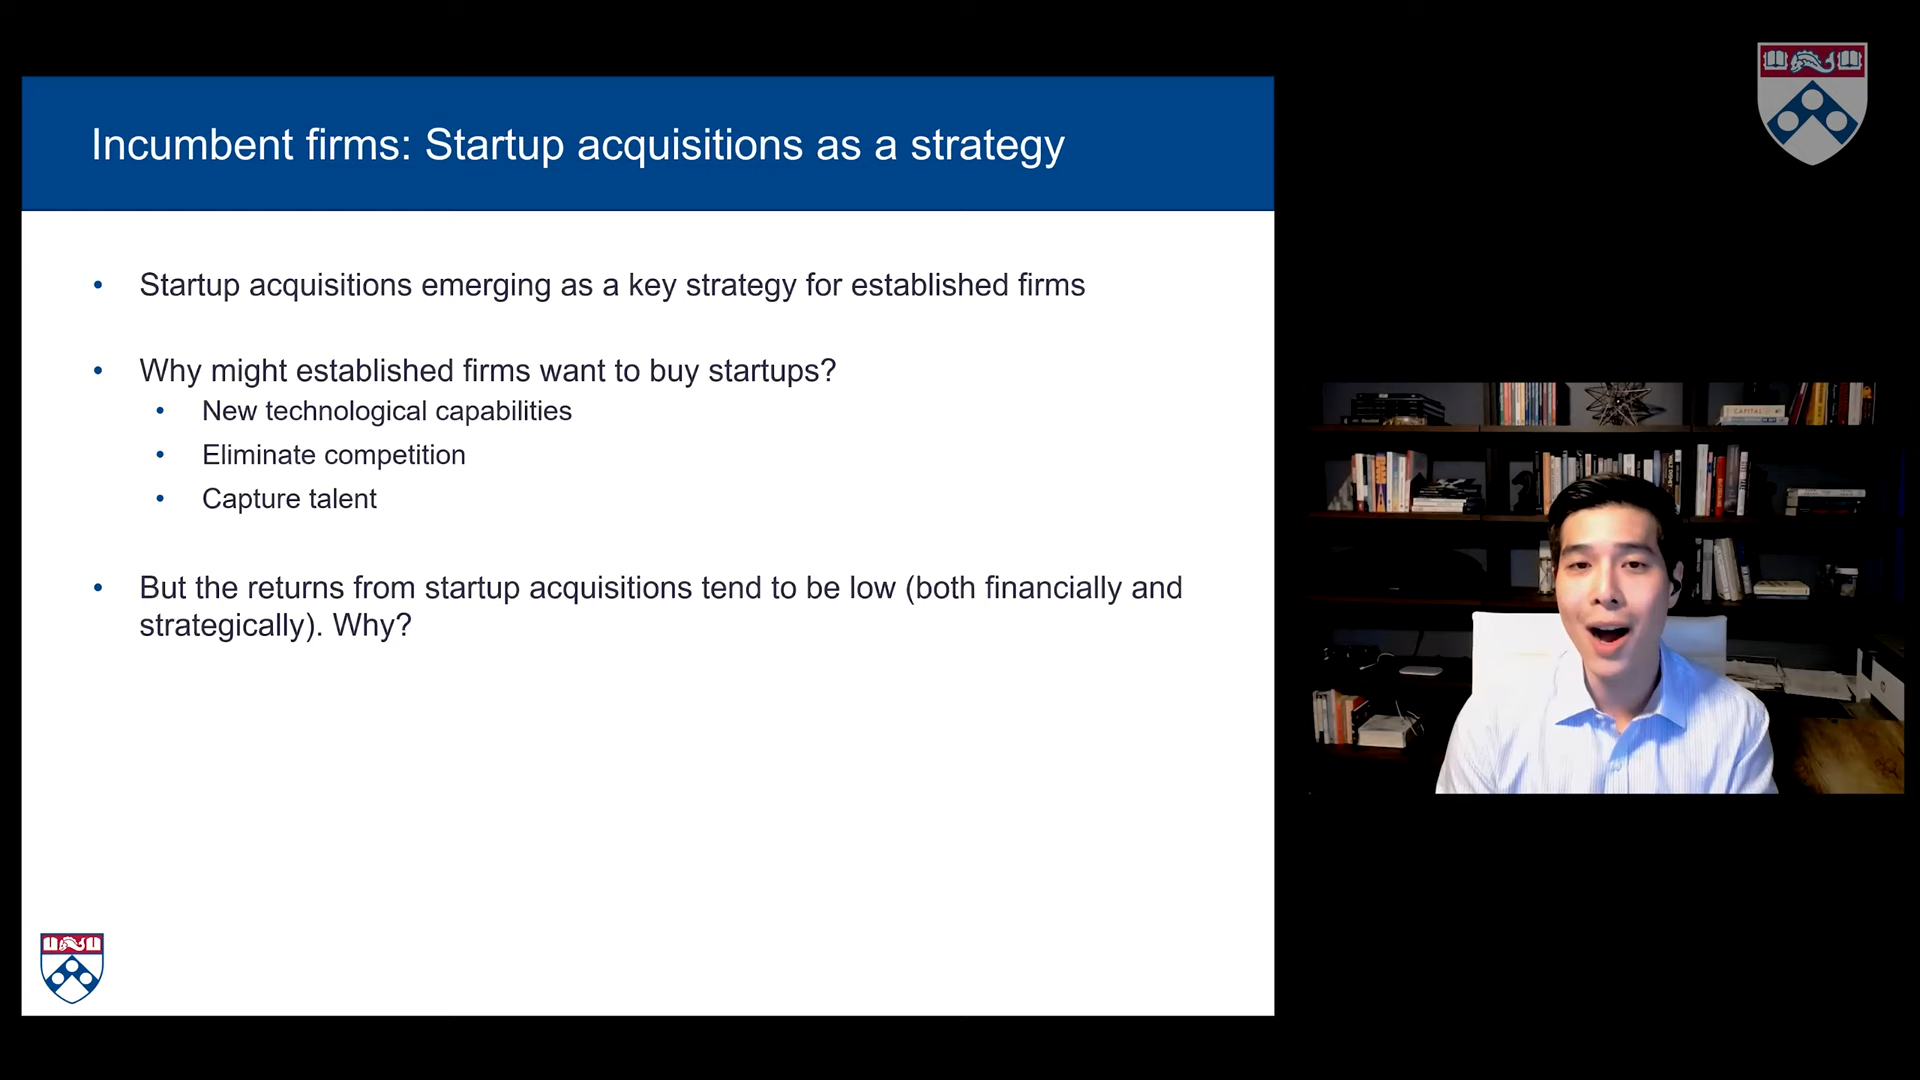 Incumbent firms: Startup acquisitions as a strategy
• Startup acquisitions emerging as a key strategy for established firms
• Why might established firms want to buy startups?
• New technological capabilities
• Eliminate competition
• Capture talent
• But the returns from startup acquisitions tend to be low (both financially and
strategically). Why?
CAPITAL